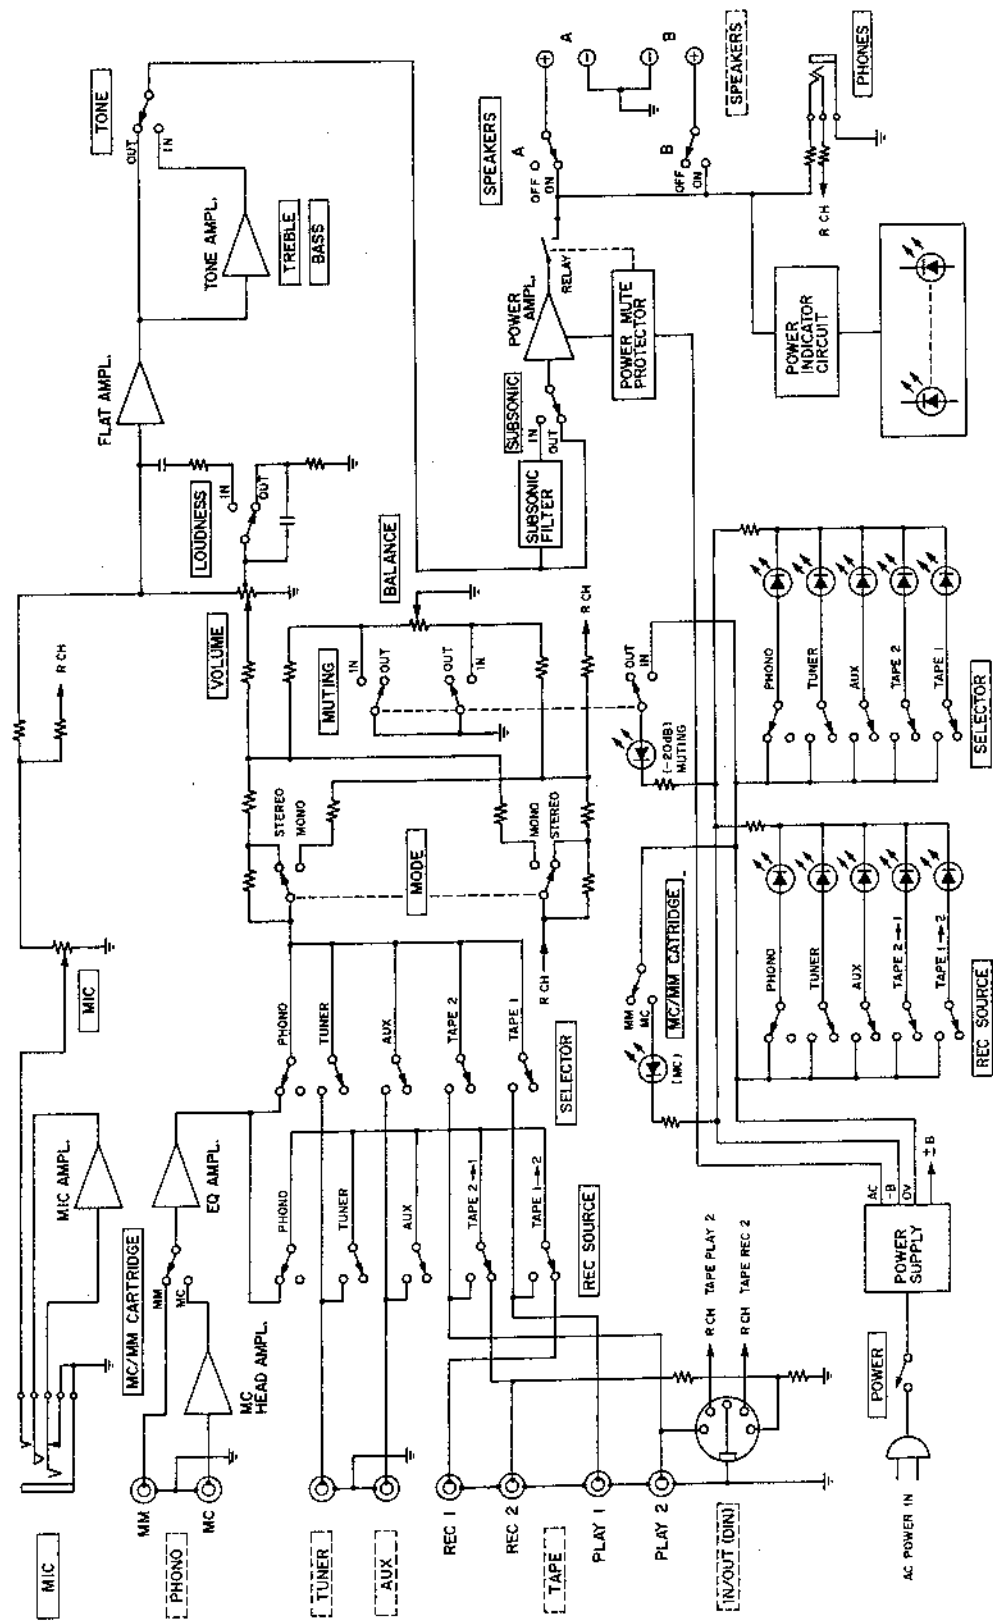 MIC
MIC AMPL.
MIC
R CH
MM
MC
PHONO
MC/MM CARTRIDGE
MM
MC
MC
HEAD AMPL.
EQ AMPL.
TUNER
AUX
PHONO
TUNER
AUX
TAPE 2→1
TAPE 1→2
REC SOURCE
PHONO
TUNER
AUX
TAPE 2
TAPE 1
SELECTOR
REC 1
REC 2
PLAY 1
PLAY 2
TAPE
IN/OUT (DIN)
R CH TAPE PLAY 2
R CH TAPE REC 2
STEREO
MONO
MODE
MONO
STEREO
R CH
R CH
VOLUME
LOUDNESS
IN
OUT
MUTING
IN
OUT
OUT
IN
BALANCE
FLAT AMPL.
TONE AMPL.
TREBLE
BASS
TONE
OUT
IN
SUBSONIC
FILTER
SUBSONIC
IN
OUT
POWER
AMPL.
RELAY
POWER MUTE
PROTECTOR
SPEAKERS
A
OFF
ON
A
B
B
OFF
ON
SPEAKERS
PHONES
R CH
POWER
INDICATOR
CIRCUIT
OUT
IN
(-20dB)
MUTING
MM
MC
(MC)
MC/MM CATRIDGE
PHONO
TUNER
AUX
TAPE 2→1
TAPE 1→2
REC SOURCE
PHONO
TUNER
AUX
TAPE 2
TAPE 1
SELECTOR
AC POWER IN
POWER
POWER
SUPPLY
AC
-B
0V
±B